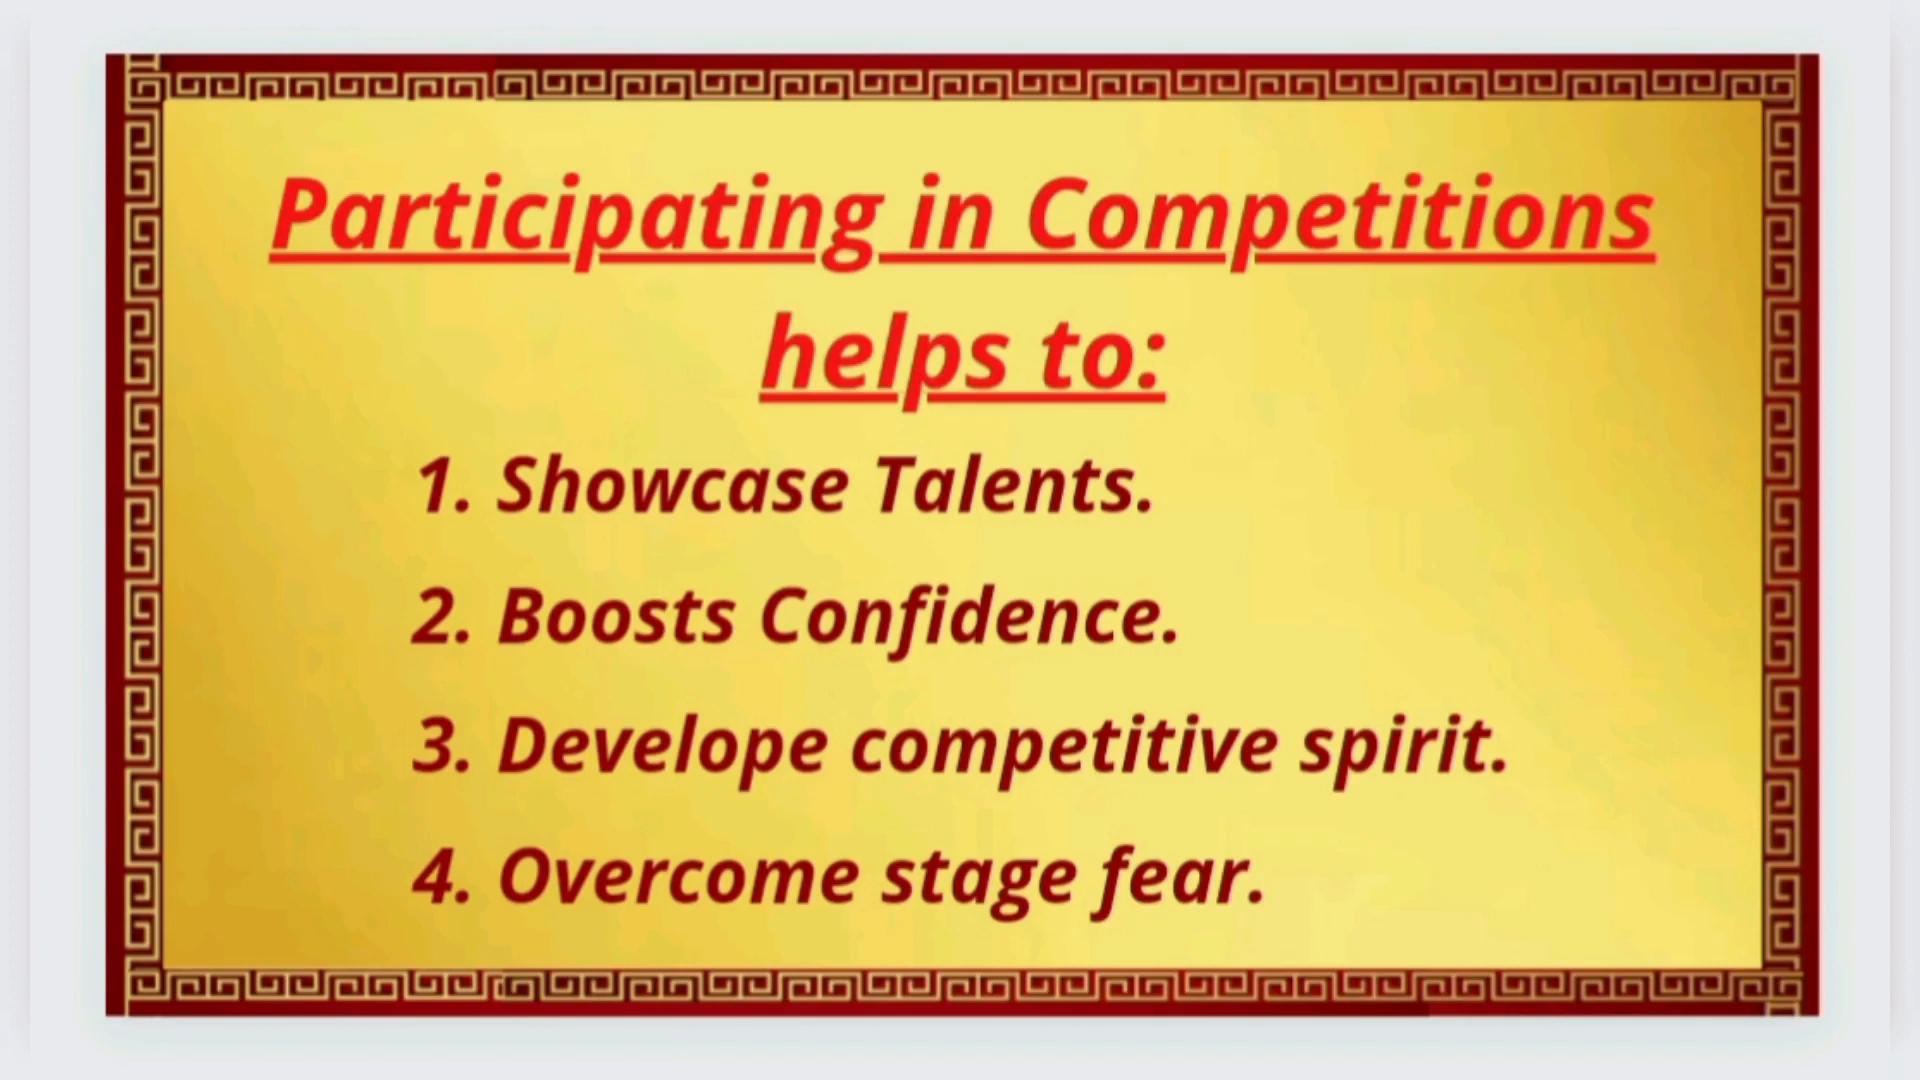 Participating in Competitions
helps to:
1. Showcase Talents.
2. Boosts Confidence.
3. Develope competitive spirit.
4. Overcome stage fear.